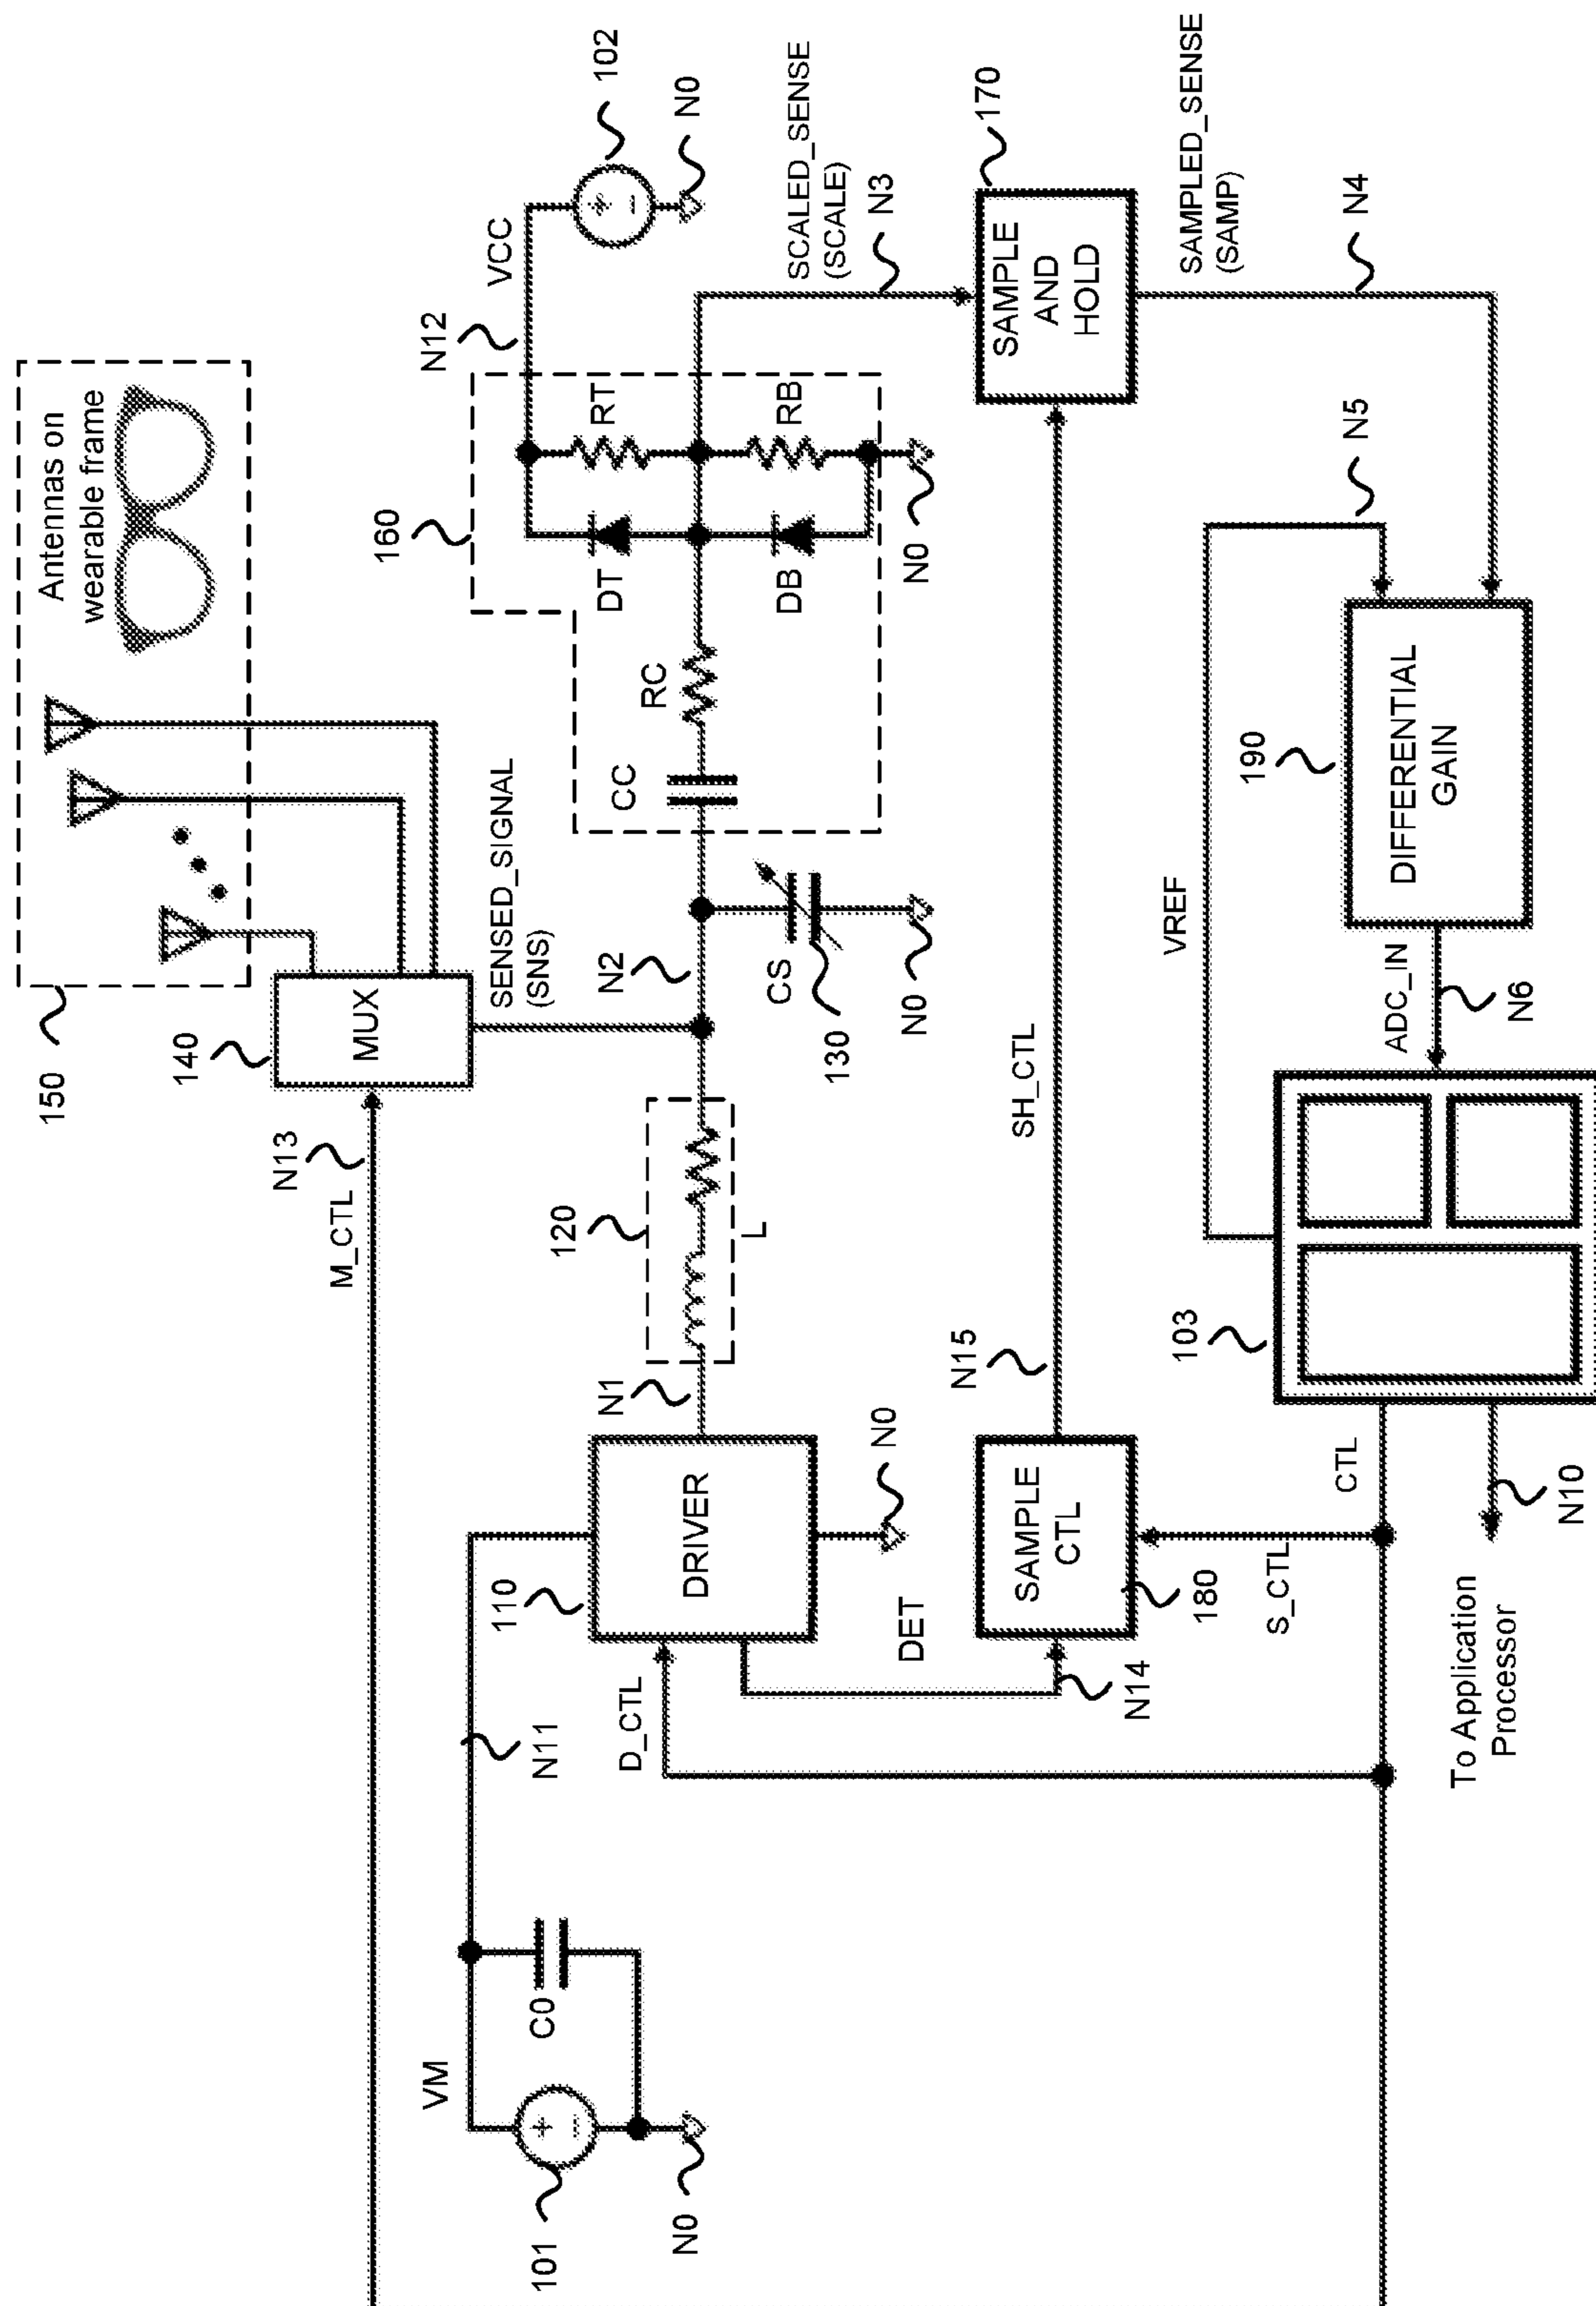 Antennas on
wearable frame
150
140
MUX
N13
M_CTL
SENSED_SIGNAL
(SNS)
VM
C0
101
N0
N11
D_CTL
110
DRIVER
N0
DET
N1
120
L
N2
CS
130
N0
160
CC
RC
DT
DB
RT
RB
N0
N12
VCC
102
N0
SCALED_SENSE
(SCALE)
N3
N14
SAMPLE
CTL
180
S_CTL
N15
SH_CTL
SAMPLE
AND
HOLD
170
SAMPLED_SENSE
(SAMP)
N4
To Application
Processor
N10
CTL
103
VREF
ADC_IN
N6
190
DIFFERENTIAL
GAIN
N5